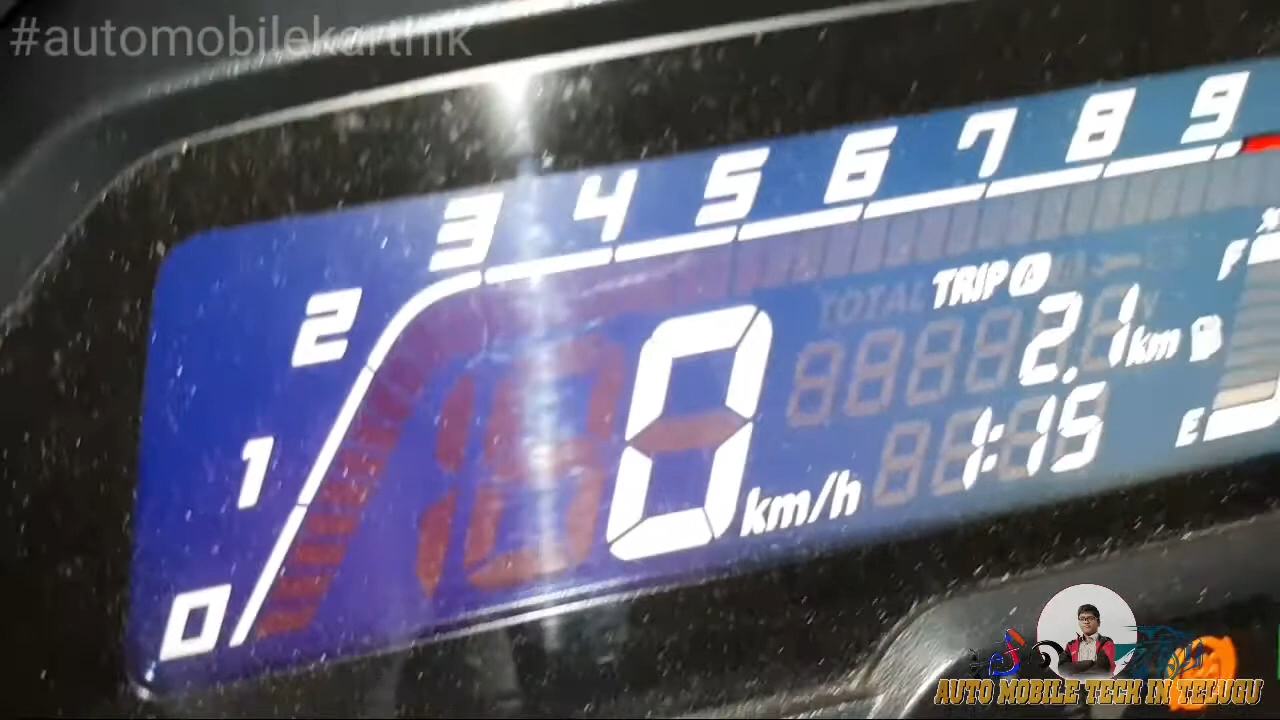 #automobilekarthik
0 1 2 3 4 5 6 7 8 9
TOTAL TRIP A
2.1 km
F
0 km/h
1:15
E
AUTO MOBILE TECH IN TELUGU